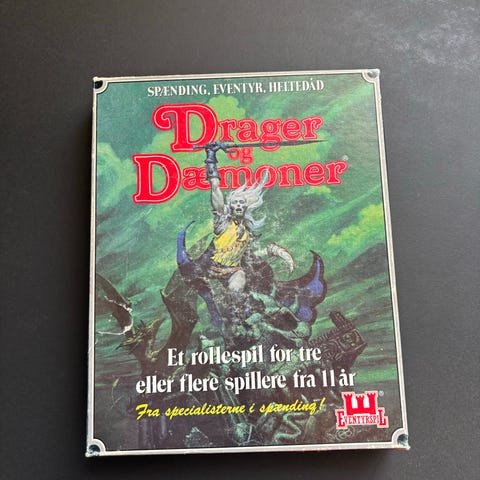 SPÆNDING, EVENTYR, HELTEDÅD
Drager
og
Dæmoner®
Et rollespil for tre
eller flere spillere fra 11 år
Fra specialisterne i spænding!
®
EVENTYRSPIL